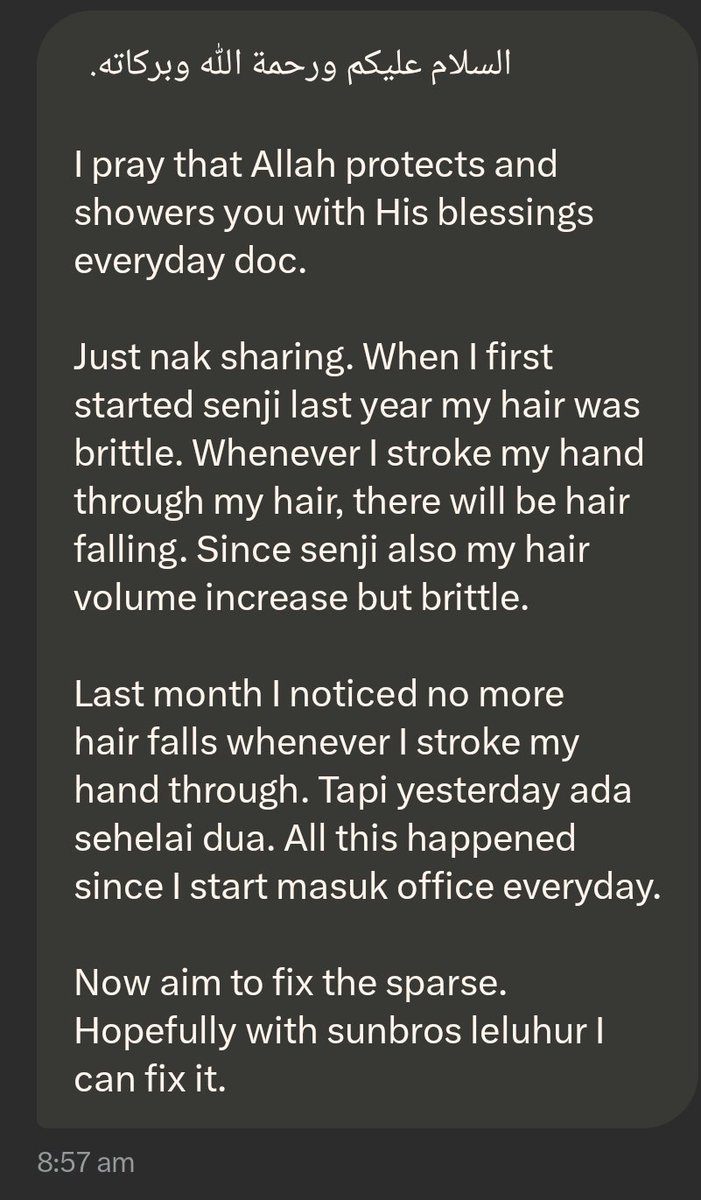 السلام عليكم ورحمة الله وبركاته.
I pray that Allah protects and
showers you with His blessings
everyday doc.
Just nak sharing. When I first
started senji last year my hair was
brittle. Whenever I stroke my hand
through my hair, there will be hair
falling. Since senji also my hair
volume increase but brittle.
Last month I noticed no more
hair falls whenever I stroke my
hand through. Tapi yesterday ada
sehelai dua. All this happened
since I start masuk office everyday.
Now aim to fix the sparse.
Hopefully with sunbros leluhur I
can fix it.
8:57 am